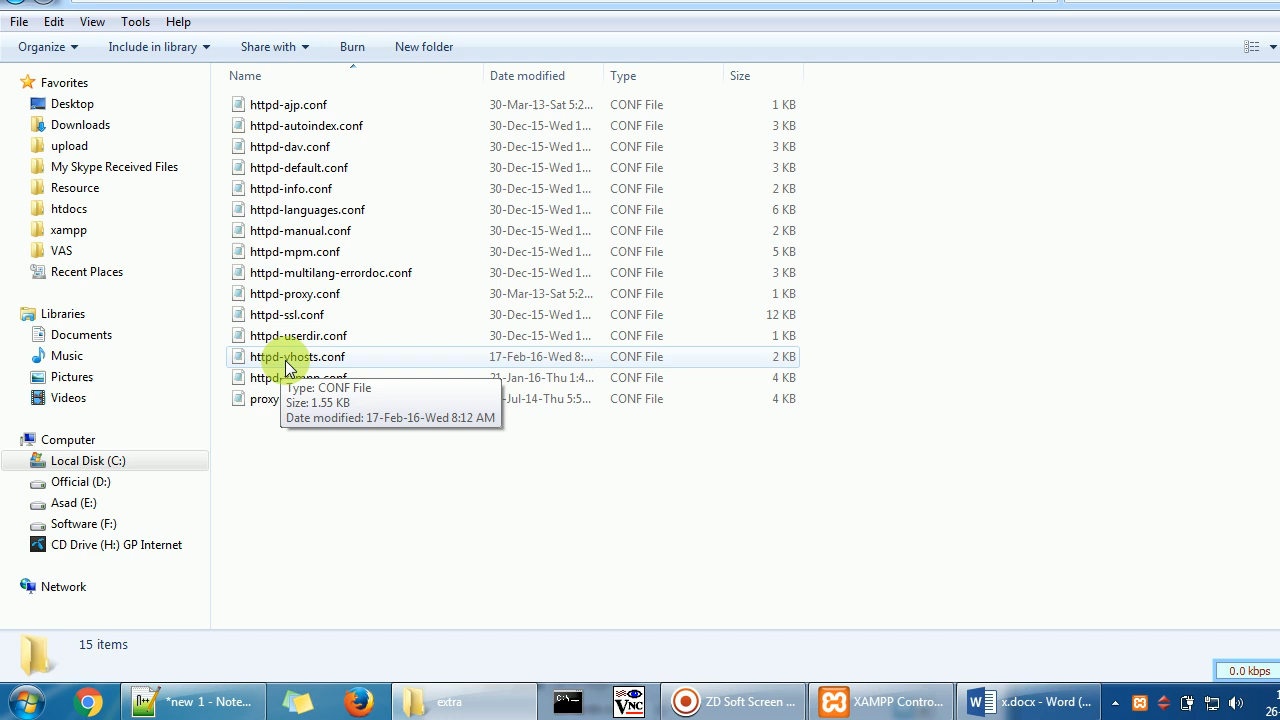 File Edit View Tools Help
Organize Include in library Share with Burn New folder
Name Date modified Type Size
Favorites
Desktop
Downloads
upload
My Skype Received Files
Resource
htdocs
xampp
VAS
Recent Places
Libraries
Documents
Music
Pictures
Videos
Computer
Local Disk (C:)
Official (D:)
Asad (E:)
Software (F:)
CD Drive (H:) GP Internet
Network
httpd-ajp.conf 30-Mar-13-Sat 5:2... CONF File 1 KB
httpd-autoindex.conf 30-Dec-15-Wed 1... CONF File 3 KB
httpd-dav.conf 30-Dec-15-Wed 1... CONF File 3 KB
httpd-default.conf 30-Dec-15-Wed 1... CONF File 3 KB
httpd-info.conf 30-Dec-15-Wed 1... CONF File 2 KB
httpd-languages.conf 30-Dec-15-Wed 1... CONF File 6 KB
httpd-manual.conf 30-Dec-15-Wed 1... CONF File 2 KB
httpd-mpm.conf 30-Dec-15-Wed 1... CONF File 5 KB
httpd-multilang-errordoc.conf 30-Dec-15-Wed 1... CONF File 3 KB
httpd-proxy.conf 30-Mar-13-Sat 5:2... CONF File 1 KB
httpd-ssl.conf 30-Dec-15-Wed 1... CONF File 12 KB
httpd-userdir.conf 30-Dec-15-Wed 1... CONF File 1 KB
httpd-vhosts.conf 17-Feb-16-Wed 8:... CONF File 2 KB
21-Jan-16-Thu 1:4... CONF File 4 KB
proxy -Jul-14-Thu 5:5... CONF File 4 KB
Type: CONF File
Size: 1.55 KB
Date modified: 17-Feb-16-Wed 8:12 AM
15 items
0.0 kbps
*new 1 - Note... extra C:\ VNC ZD Soft Screen ... XAMPP Contro... x.docx - Word (...